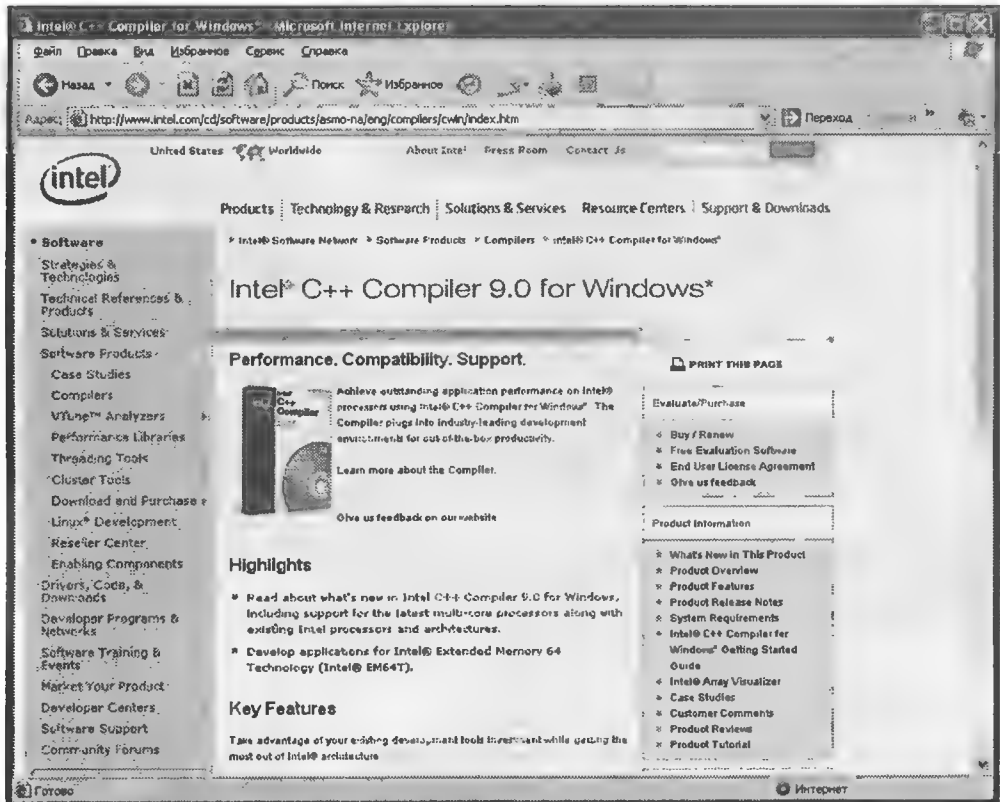 Intel® C++ Compiler for Windows* - Microsoft Internet Explorer
Файл Правка Вид Избранное Сервис Справка
Назад Поиск Избранное
Адрес: http://www.intel.com/cd/software/products/asmo-na/eng/compilers/cwin/index.htm Переход
United States Worldwide About Intel Press Room Contact Us
intel
Products Technology & Research Solutions & Services Resource Centers Support & Downloads
Intel® Software Network Software Products Compilers Intel® C++ Compiler for Windows*
Intel® C++ Compiler 9.0 for Windows*
• Software
Strategies &
Technologies
Technical References &
Products
Solutions & Services
Software Products
Case Studies
Compilers
VTune™ Analyzers
Performance Libraries
Threading Tools
Cluster Tools
Download and Purchase
Linux* Development
Reseller Center
Enabling Components
Drivers, Code, &
Downloads
Developer Programs &
Networks
Software Training &
Events
Market Your Product
Developer Centers
Software Support
Community Forums
Performance. Compatibility. Support.
C++
Compiler
Achieve outstanding application performance on Intel®
processors using Intel® C++ Compiler for Windows*. The
Compiler plugs into industry-leading development
environments for out-of-the-box productivity.
Learn more about the Compiler.
Give us feedback on our website
Highlights
Read about what's new in Intel C++ Compiler 9.0 for Windows,
including support for the latest multi-core processors along with
existing Intel processors and architectures.
Develop applications for Intel® Extended Memory 64
Technology (Intel® EM64T).
Key Features
Take advantage of your existing development tools investment while getting the
most out of Intel® architecture
PRINT THIS PAGE
Evaluate/Purchase
Buy / Renew
Free Evaluation Software
End User License Agreement
Give us feedback
Product Information
What's New in This Product
Product Overview
Product Features
Product Release Notes
System Requirements
Intel® C++ Compiler for
Windows* Getting Started
Guide
Intel® Array Visualizer
Case Studies
Customer Comments
Product Reviews
Product Tutorial
Готово Интернет